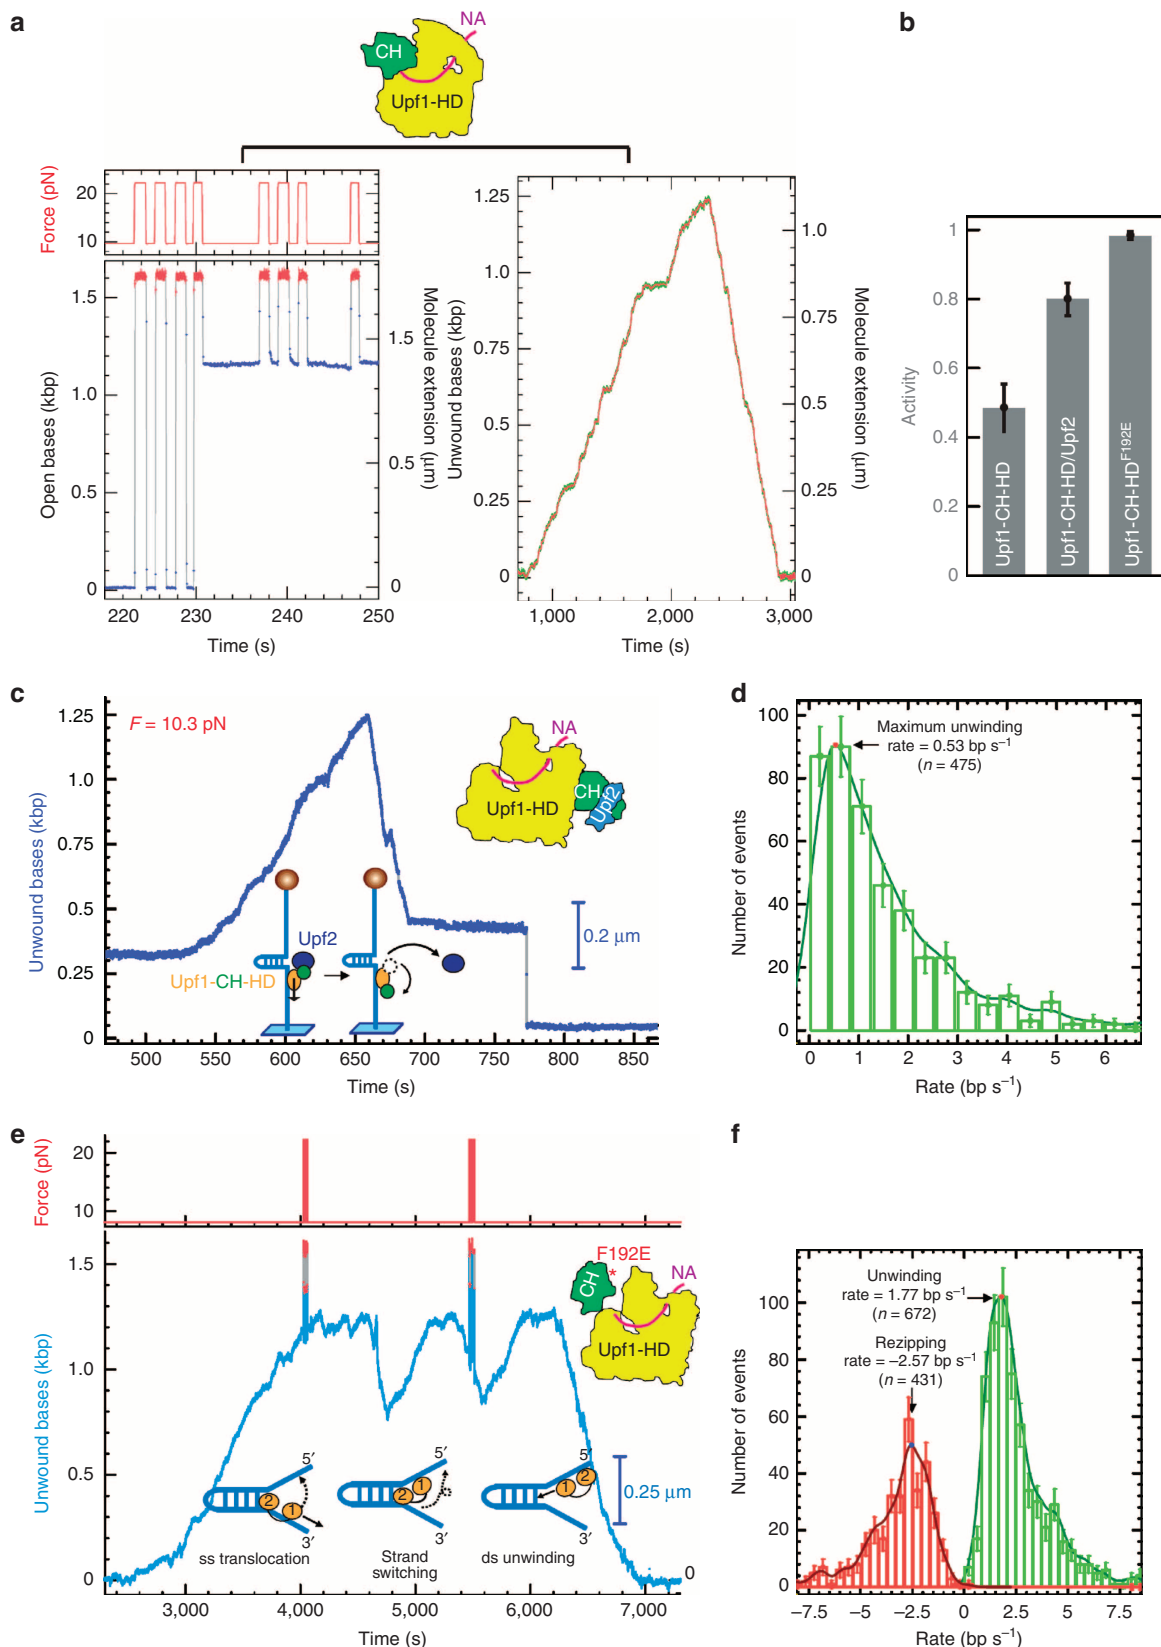 a
NA
CH
Upf1-HD
Force (pN)
20
10
Open bases (kbp)
1.5
1.0
0.5
0
Molecule extension (µm)
1.5
0.5
0
220
230
240
250
Time (s)
Unwound bases (kbp)
1.25
1.0
0.75
0.5
0.25
0
Molecule extension (µm)
1.0
0.75
0.5
0.25
0
1,000
2,000
3,000
Time (s)
b
Activity
1
0.8
0.6
0.4
0.2
0
Upf1-CH-HD
Upf1-CH-HD/Upf2
Upf1-CH-HD^F192E
c
F = 10.3 pN
Unwound bases (kbp)
1.25
1.0
0.75
0.5
0.25
0
NA
Upf1-HD
CH
Upf2
Upf2
Upf1-CH-HD
0.2 µm
500
550
600
650
700
750
800
850
Time (s)
d
Number of events
100
80
60
40
20
0
Maximum unwinding
rate = 0.53 bp s⁻¹
(n = 475)
0
1
2
3
4
5
6
Rate (bp s⁻¹)
e
Force (pN)
20
10
Unwound bases (kbp)
1.5
1.0
0.5
0
F192E
*
CH
NA
Upf1-HD
5′
5′
5′
2
1
2
1
1
2
3′
3′
3′
ss translocation
Strand
switching
ds unwinding
0.25 µm
0
3,000
4,000
5,000
6,000
7,000
Time (s)
f
Number of events
100
80
60
40
20
0
Unwinding
rate = 1.77 bp s⁻¹
(n = 672)
Rezipping
rate = –2.57 bp s⁻¹
(n = 431)
–7.5
–5
–2.5
0
2.5
5
7.5
Rate (bp s⁻¹)